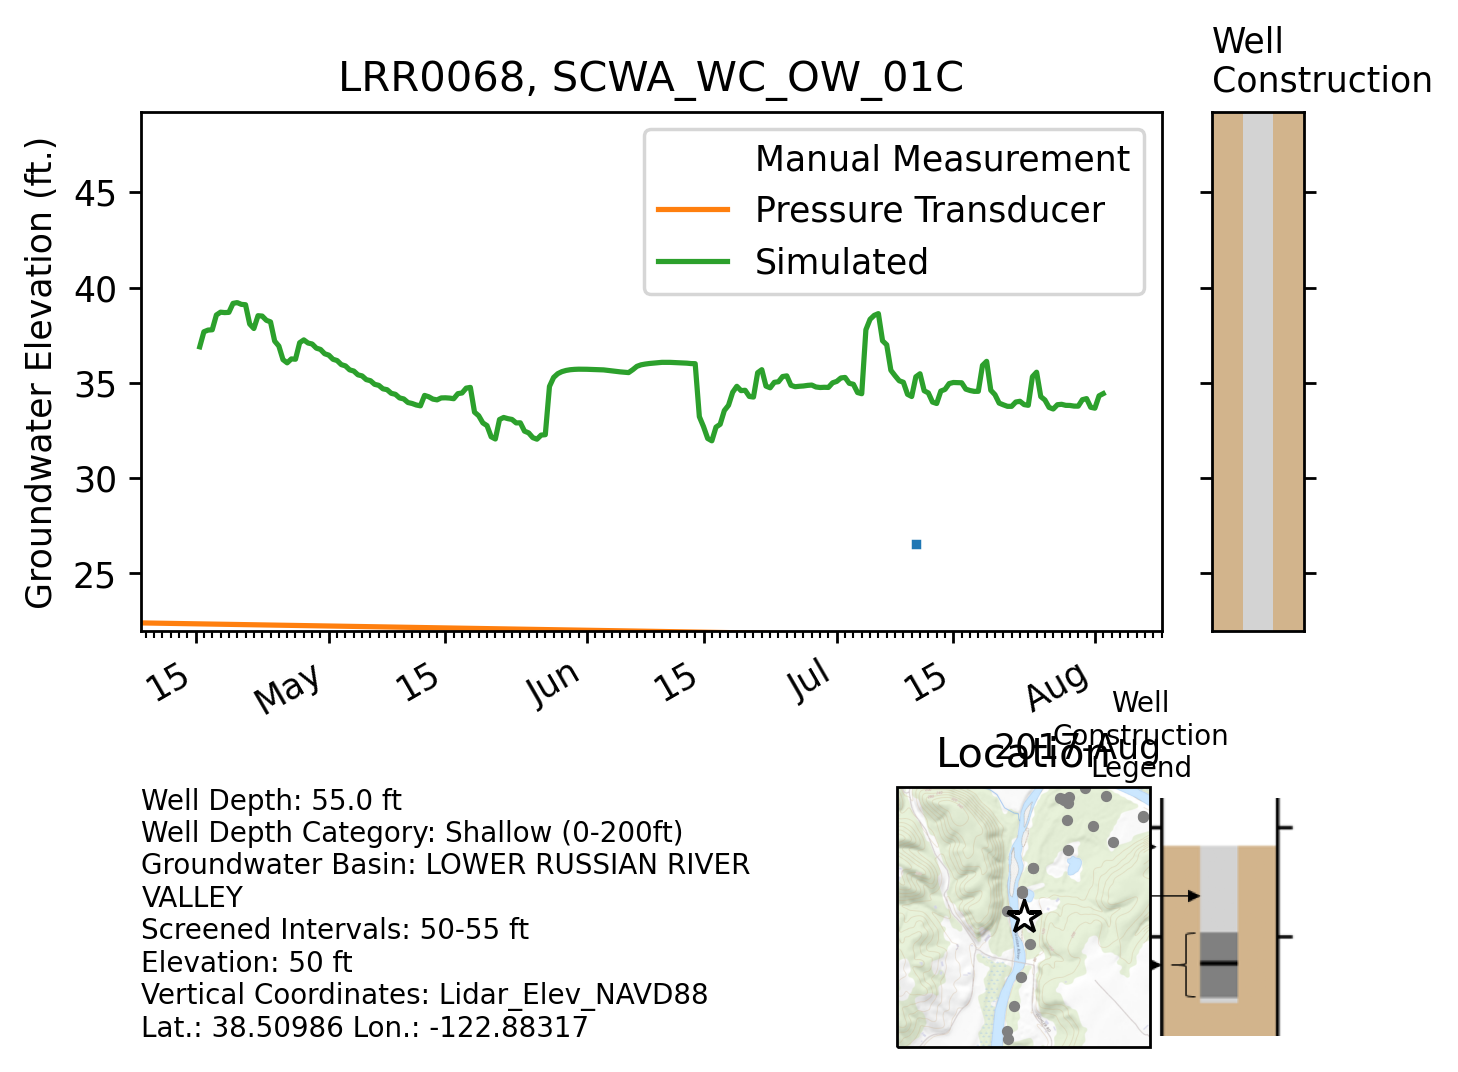 Well
Construction
LRR0068, SCWA_WC_OW_01C
Groundwater Elevation (ft.)
45
40
35
30
25
Manual Measurement
Pressure Transducer
Simulated
15
May
15
Jun
15
Jul
15
Aug
2017-Aug
Location
Well
Construction
Legend
Well Depth: 55.0 ft
Well Depth Category: Shallow (0-200ft)
Groundwater Basin: LOWER RUSSIAN RIVER
VALLEY
Screened Intervals: 50-55 ft
Elevation: 50 ft
Vertical Coordinates: Lidar_Elev_NAVD88
Lat.: 38.50986 Lon.: -122.88317